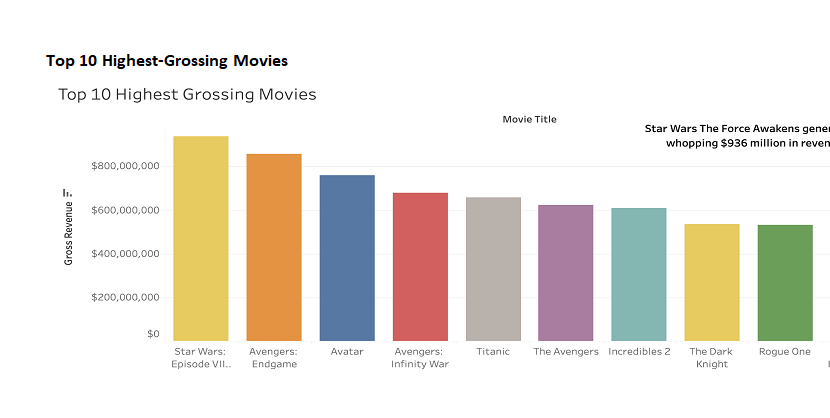 Top 10 Highest-Grossing Movies
Top 10 Highest Grossing Movies
Movie Title
Star Wars The Force Awakens
whopping $936 million in
Gross Revenue
$800,000,000
$600,000,000
$400,000,000
$200,000,000
$0
Star Wars:
Episode VII..
Avengers:
Endgame
Avatar
Avengers:
Infinity War
Titanic
The Avengers
Incredibles 2
The Dark
Knight
Rogue One